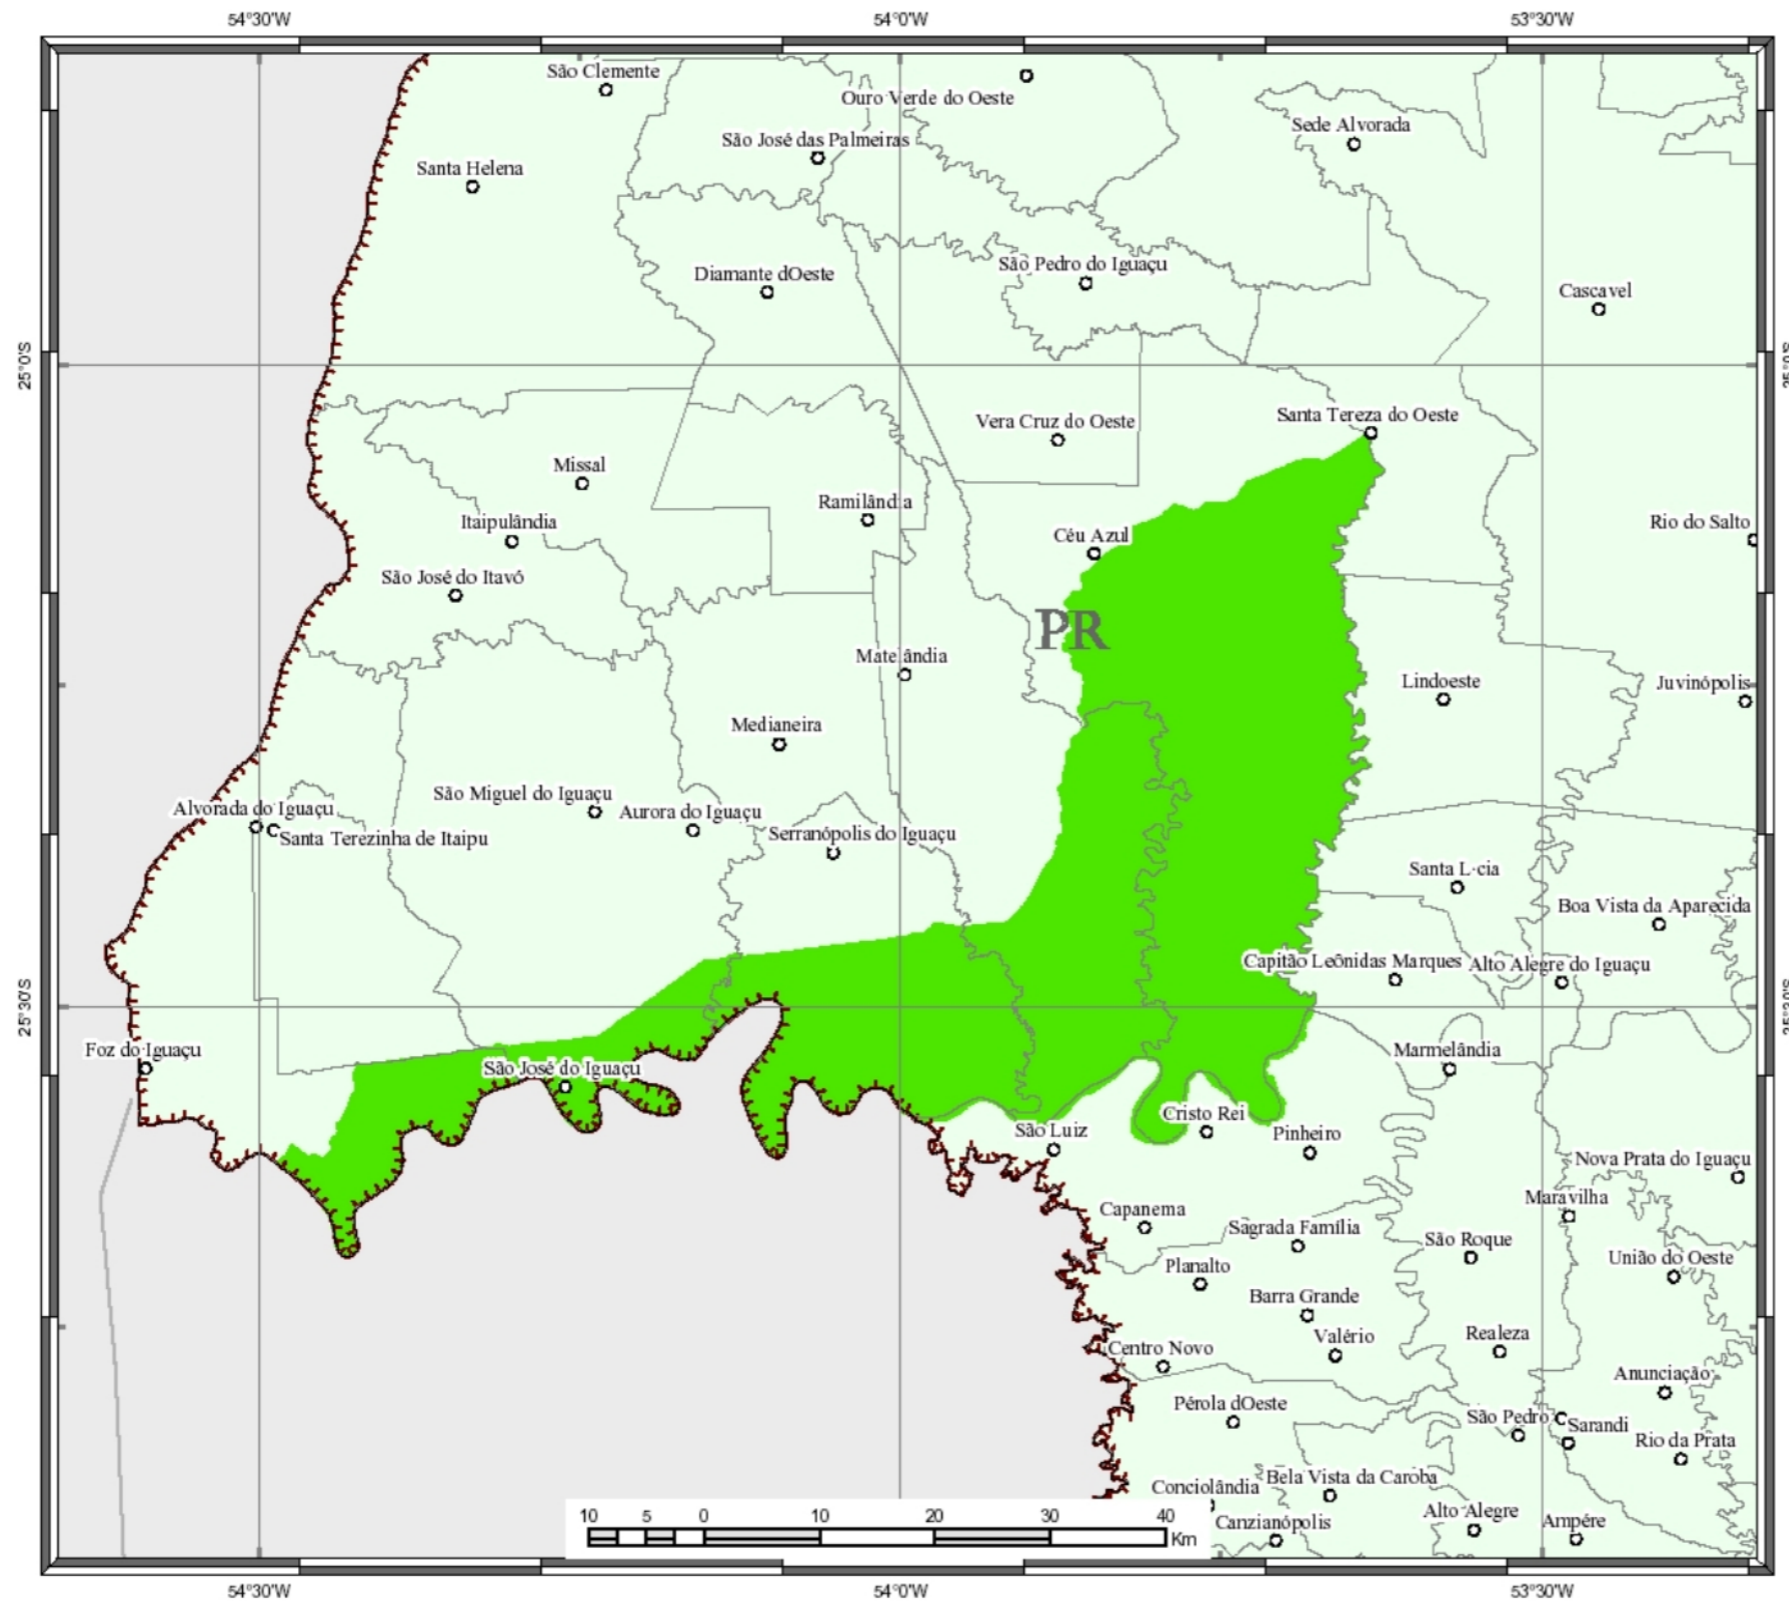 54°30'W
54°0'W
53°30'W
São Clemente
Ouro Verde do Oeste
São José das Palmeiras
Sede Alvorada
Santa Helena
Diamante dOeste
São Pedro do Iguaçu
Cascavel
25°0'S
Vera Cruz do Oeste
Santa Tereza do Oeste
Missal
Ramilândia
Itaipulândia
Rio do Salto
Céu Azul
São José do Itavó
PR
Matelândia
Lindoeste
Juvinópolis
Medianeira
São Miguel do Iguaçu
Aurora do Iguaçu
Alvorada do Iguaçu
Santa Terezinha de Itaipu
Serranópolis do Iguaçu
Santa L·cia
Boa Vista da Aparecida
Capitão Leônidas Marques
Alto Alegre do Iguaçu
25°30'S
Foz do Iguaçu
São José do Iguaçu
Marmelândia
Cristo Rei
São Luiz
Pinheiro
Nova Prata do Iguaçu
Maravilha
Capanema
Sagrada Família
São Roque
União do Oeste
Planalto
Barra Grande
Valério
Realeza
Centro Novo
Anunciação
Pérola dOeste
São Pedro
Sarandi
Rio da Prata
Conciolândia
Bela Vista da Caroba
Canzianópolis
Alto Alegre
Ampére
10 5 0 10 20 30 40
Km
54°30'W
54°0'W
53°30'W